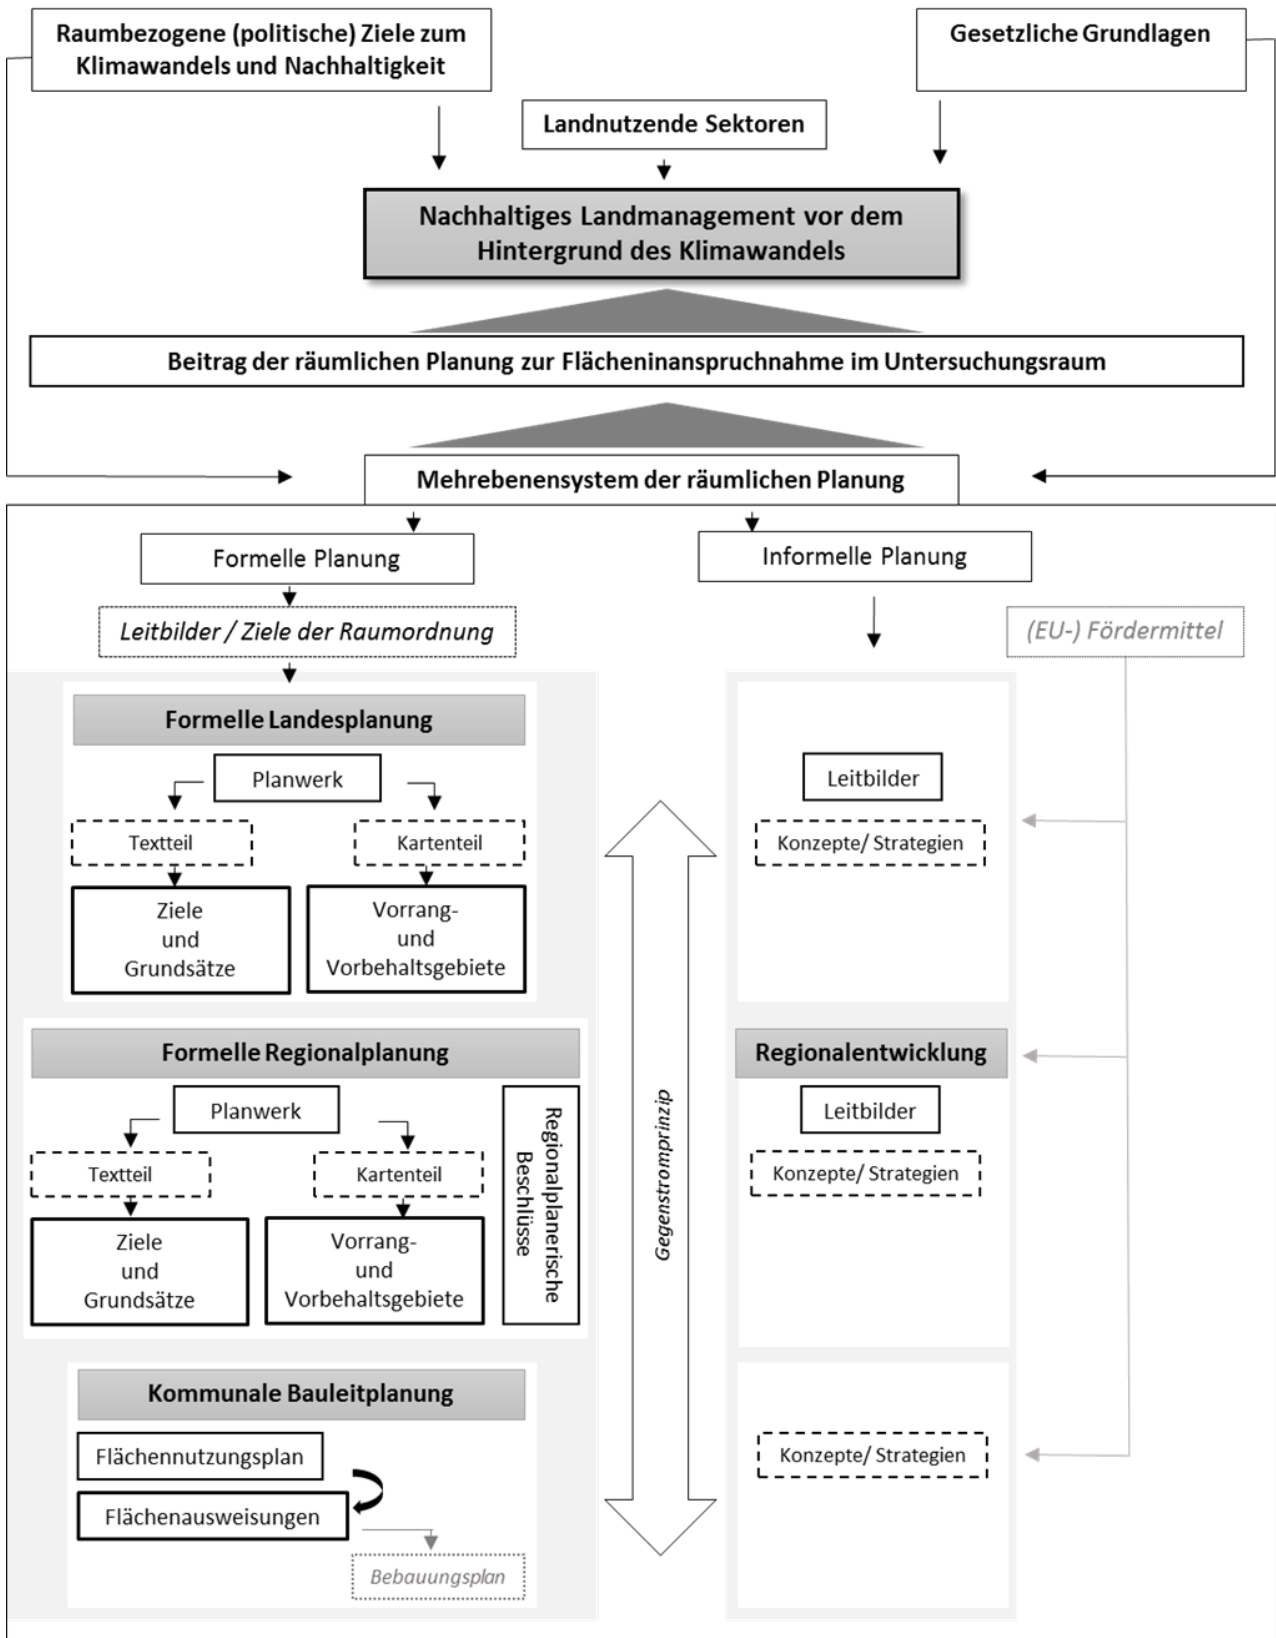 Raumbezogene (politische) Ziele zum
Klimawandels und Nachhaltigkeit
Gesetzliche Grundlagen
Landnutzende Sektoren
Nachhaltiges Landmanagement vor dem
Hintergrund des Klimawandels
Beitrag der räumlichen Planung zur Flächeninanspruchnahme im Untersuchungsraum
Mehrebenensystem der räumlichen Planung
Formelle Planung
Informelle Planung
Leitbilder / Ziele der Raumordnung
(EU-) Fördermittel
Formelle Landesplanung
Planwerk
Textteil
Kartenteil
Ziele
und
Grundsätze
Vorrang-
und
Vorbehaltsgebiete
Leitbilder
Konzepte/ Strategien
Formelle Regionalplanung
Planwerk
Textteil
Kartenteil
Ziele
und
Grundsätze
Vorrang-
und
Vorbehaltsgebiete
Regionalplanerische
Beschlüsse
Gegenstromprinzip
Regionalentwicklung
Leitbilder
Konzepte/ Strategien
Kommunale Bauleitplanung
Flächennutzungsplan
Flächenausweisungen
Bebauungsplan
Konzepte/ Strategien